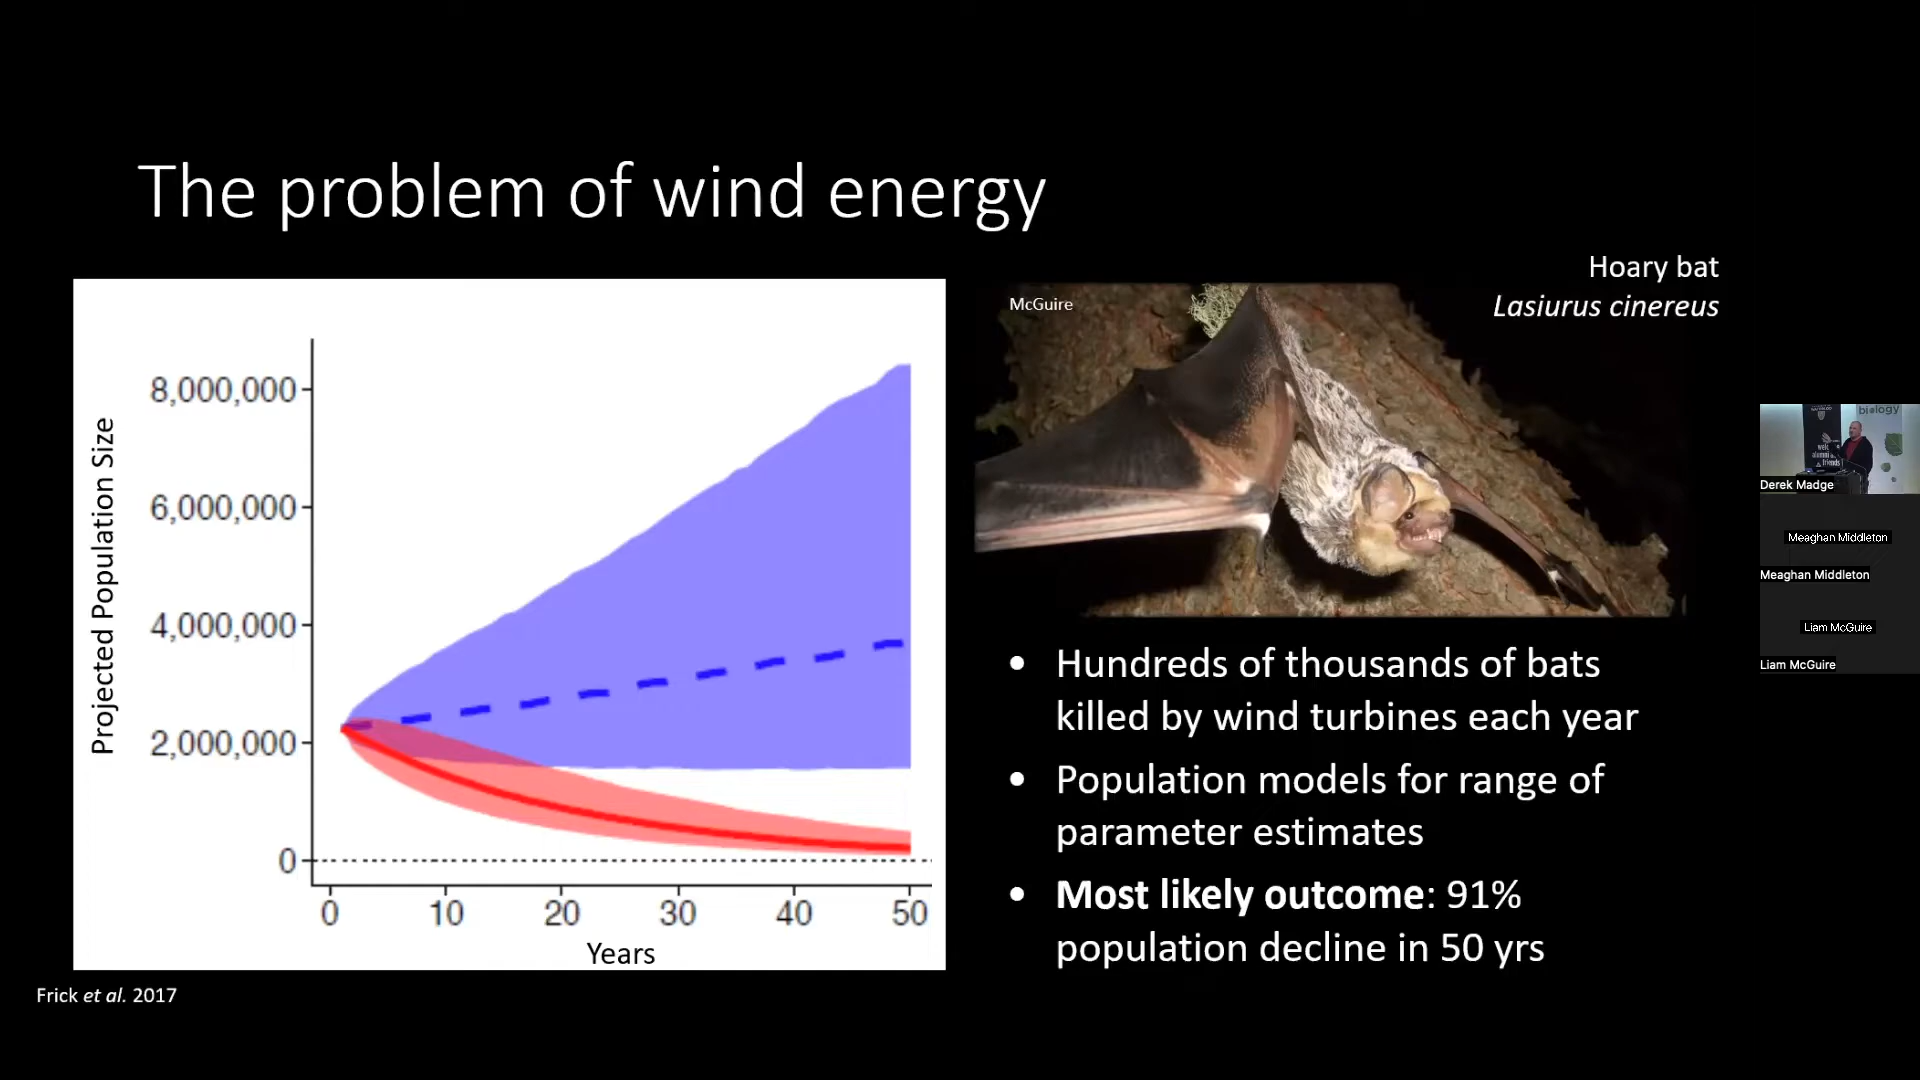 The problem of wind energy
Hoary bat
Lasiurus cinereus
McGuire
Projected Population Size
8,000,000
6,000,000
4,000,000
2,000,000
0
0 10 20 30 40 50
Years
Frick et al. 2017
• Hundreds of thousands of bats
killed by wind turbines each year
• Population models for range of
parameter estimates
• Most likely outcome: 91%
population decline in 50 yrs
biology
alumni
friends
Derek Madge
Meaghan Middleton
Meaghan Middleton
Liam McGuire
Liam McGuire